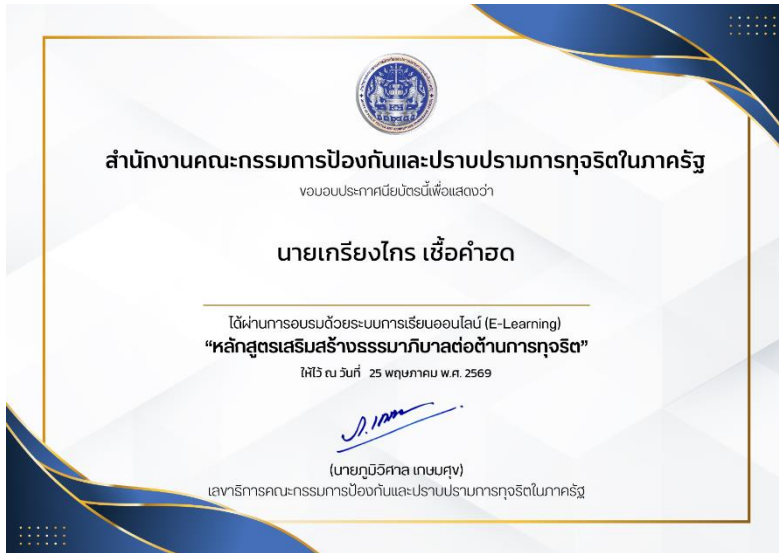 สำนักงานคณะกรรมการป้องกันและปราบปรามการทุจริตในภาครัฐ
ขอมอบประกาศนียบัตรนี้เพื่อแสดงว่า
นายเกรียงไกร เชื้อคำฮด
ได้ผ่านการอบรมด้วยระบบการเรียนออนไลน์ (E-Learning)
“หลักสูตรเสริมสร้างธรรมาภิบาลต่อต้านการทุจริต”
ให้ไว้ ณ วันที่ 25 พฤษภาคม พ.ศ. 2569
(นายภูมิวิศาล เกษมศุข)
เลขาธิการคณะกรรมการป้องกันและปราบปรามการทุจริตในภาครัฐ